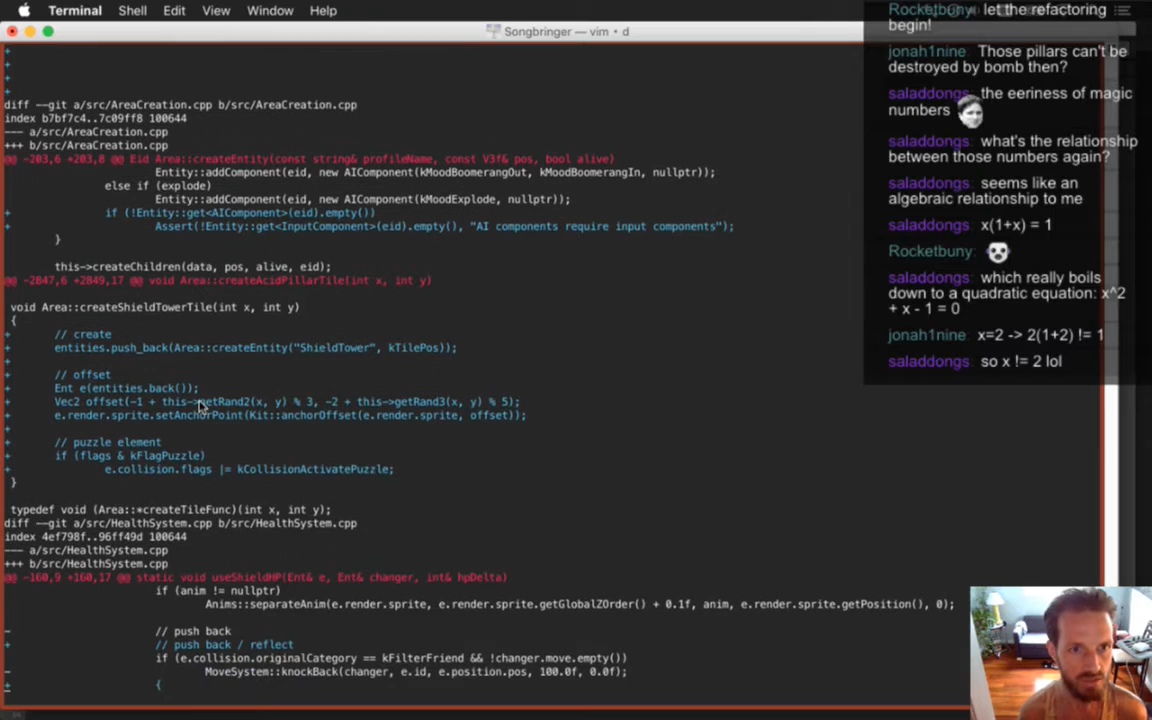 Terminal Shell Edit View Window Help
Songbringer — vim • d
+
+
+
+
diff --git a/src/AreaCreation.cpp b/src/AreaCreation.cpp
index b7bf7c4..7c09ff8 100644
--- a/src/AreaCreation.cpp
+++ b/src/AreaCreation.cpp
@@ -203,6 +203,8 @@ Eid Area::createEntity(const string& profileName, const V3f& pos, bool alive)
Entity::addComponent(eid, new AIComponent(kMoodBoomerangOut, kMoodBoomerangIn, nullptr));
else if (explode)
Entity::addComponent(eid, new AIComponent(kMoodExplode, nullptr));
+ if (!Entity::get<AIComponent>(eid).empty())
+ Assert(!Entity::get<InputComponent>(eid).empty(), "AI components require input components");
}
this->createChildren(data, pos, alive, eid);
@@ -2847,6 +2849,17 @@ void Area::createAcidPillarTile(int x, int y)
void Area::createShieldTowerTile(int x, int y)
{
+ // create
+ entities.push_back(Area::createEntity("ShieldTower", kTilePos));
+
+ // offset
+ Ent e(entities.back());
+ Vec2 offset(-1 + this->getRand2(x, y) % 3, -2 + this->getRand3(x, y) % 5);
+ e.render.sprite.setAnchorPoint(Kit::anchorOffset(e.render.sprite, offset));
+
+ // puzzle element
+ if (flags & kFlagPuzzle)
+ e.collision.flags |= kCollisionActivatePuzzle;
}
typedef void (Area::*createTileFunc)(int x, int y);
diff --git a/src/HealthSystem.cpp b/src/HealthSystem.cpp
index 4ef798f..96ff49d 100644
--- a/src/HealthSystem.cpp
+++ b/src/HealthSystem.cpp
@@ -160,9 +160,17 @@ static void useShieldHP(Ent& e, Ent& changer, int& hpDelta)
if (anim != nullptr)
Anims::separateAnim(e.render.sprite, e.render.sprite.getGlobalZOrder() + 0.1f, anim, e.render.sprite.getPosition(), 0);
- // push back
+ // push back / reflect
if (e.collision.originalCategory == kFilterFriend && !changer.move.empty())
- MoveSystem::knockBack(changer, e.id, e.position.pos, 100.0f, 0.0f);
+ {
Rocketbuny: let the refactoring
begin!
jonah1nine: Those pillars can't be
destroyed by bomb then?
saladdongs: the eeriness of magic
numbers
saladdongs: what's the relationship
between those numbers again?
saladdongs: seems like an
algebraic relationship to me
saladdongs: x(1+x) = 1
Rocketbuny:
saladdongs: which really boils
down to a quadratic equation: x^2
+ x - 1 = 0
jonah1nine: x=2 -> 2(1+2) != 1
saladdongs: so x != 2 lol